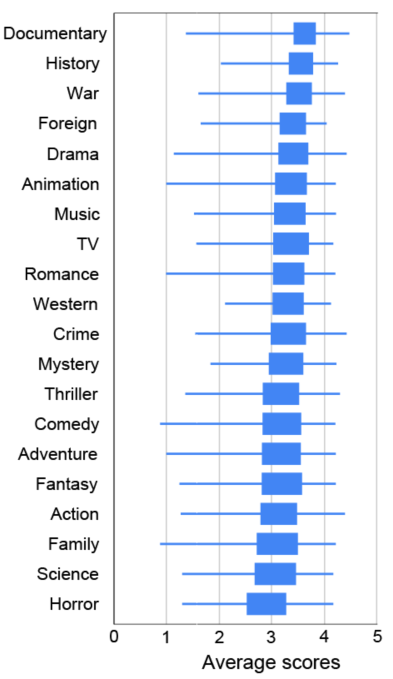 Documentary
History
War
Foreign
Drama
Animation
Music
TV
Romance
Western
Crime
Mystery
Thriller
Comedy
Adventure
Fantasy
Action
Family
Science
Horror
0 1 2 3 4 5
Average scores